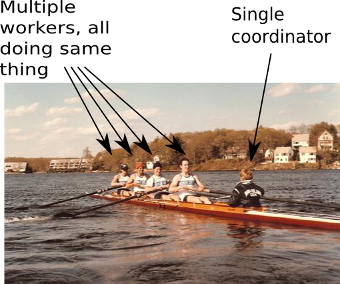 Multiple
workers, all
doing same
thing
Single
coordinator